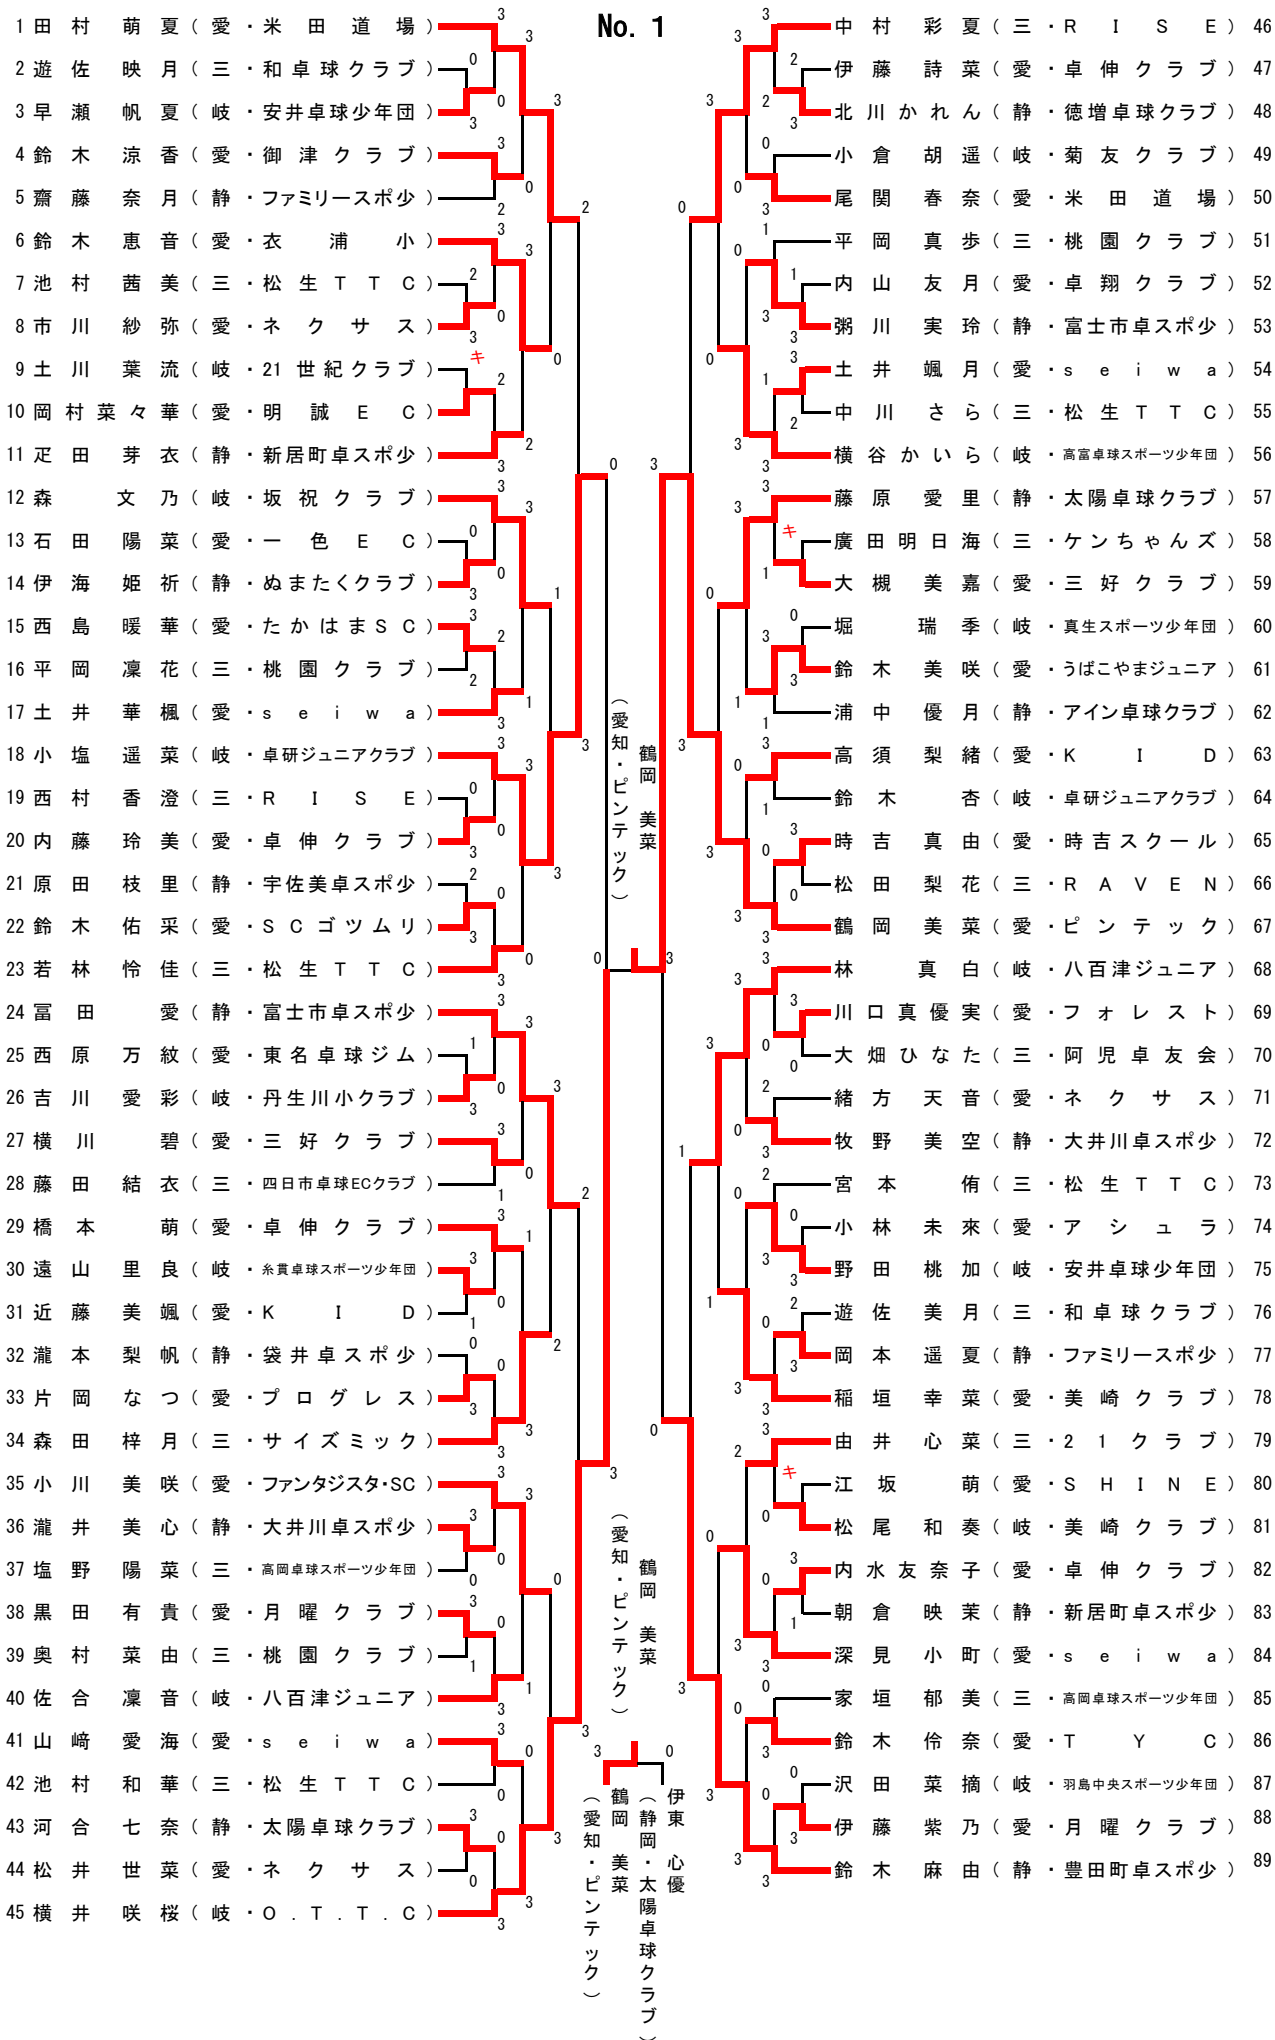 No. 1
1 田村萌夏(愛・米田道場)
2 遊佐映月(三・和卓球クラブ)
3 早瀬帆夏(岐・安井卓球少年団)
4 鈴木涼香(愛・御津クラブ)
5 齋藤奈月(静・ファミリースポ少)
6 鈴木恵音(愛・衣浦小)
7 池村茜美(三・松生TTC)
8 市川紗弥(愛・ネクサス)
9 土川葉流(岐・21世紀クラブ)
10 岡村菜々華(愛・明誠EC)
11 疋田芽衣(静・新居町卓スポ少)
12 森文乃(岐・坂祝クラブ)
13 石田陽菜(愛・一色EC)
14 伊海姫祈(静・ぬまたくクラブ)
15 西島暖華(愛・たかはまSC)
16 平岡凜花(三・桃園クラブ)
17 土井華楓(愛・seiwa)
18 小塩遥菜(岐・卓研ジュニアクラブ)
19 西村香澄(三・RISE)
20 内藤玲美(愛・卓伸クラブ)
21 原田枝里(静・宇佐美卓スポ少)
22 鈴木佑采(愛・SCゴツムリ)
23 若林怜佳(三・松生TTC)
24 冨田愛(静・富士市卓スポ少)
25 西原万紋(愛・東名卓球ジム)
26 吉川愛彩(岐・丹生川小クラブ)
27 横川碧(愛・三好クラブ)
28 藤田結衣(三・四日市卓球ECクラブ)
29 橋本萌(愛・卓伸クラブ)
30 遠山里良(岐・糸貫卓球スポーツ少年団)
31 近藤美颯(愛・KID)
32 瀧本梨帆(静・袋井卓スポ少)
33 片岡なつ(愛・プログレス)
34 森田梓月(三・サイズミック)
35 小川美咲(愛・ファンタジスタ・SC)
36 瀧井美心(静・大井川卓スポ少)
37 塩野陽菜(三・高岡卓球スポーツ少年団)
38 黒田有貴(愛・月曜クラブ)
39 奥村菜由(三・桃園クラブ)
40 佐合凜音(岐・八百津ジュニア)
41 山﨑愛海(愛・seiwa)
42 池村和華(三・松生TTC)
43 河合七奈(静・太陽卓球クラブ)
44 松井世菜(愛・ネクサス)
45 横井咲桜(岐・O.T.T.C)
中村彩夏(三・RISE) 46
伊藤詩菜(愛・卓伸クラブ) 47
北川かれん(静・徳増卓球クラブ) 48
小倉胡遥(岐・菊友クラブ) 49
尾関春奈(愛・米田道場) 50
平岡真歩(三・桃園クラブ) 51
内山友月(愛・卓翔クラブ) 52
粥川実玲(静・富士市卓スポ少) 53
土井颯月(愛・seiwa) 54
中川さら(三・松生TTC) 55
横谷かいら(岐・高富卓球スポーツ少年団) 56
藤原愛里(静・太陽卓球クラブ) 57
廣田明日海(三・ケンちゃんズ) 58
大槻美嘉(愛・三好クラブ) 59
堀瑞季(岐・真生スポーツ少年団) 60
鈴木美咲(愛・うばこやまジュニア) 61
浦中優月(静・アイン卓球クラブ) 62
高須梨緒(愛・KID) 63
鈴木杏(岐・卓研ジュニアクラブ) 64
時吉真由(愛・時吉スクール) 65
松田梨花(三・RAVEN) 66
鶴岡美菜(愛・ピンテック) 67
林真白(岐・八百津ジュニア) 68
川口真優実(愛・フォレスト) 69
大畑ひなた(三・阿児卓友会) 70
緒方天音(愛・ネクサス) 71
牧野美空(静・大井川卓スポ少) 72
宮本侑(三・松生TTC) 73
小林未來(愛・アシュラ) 74
野田桃加(岐・安井卓球少年団) 75
遊佐美月(三・和卓球クラブ) 76
岡本遥夏(静・ファミリースポ少) 77
稲垣幸菜(愛・美崎クラブ) 78
由井心菜(三・21クラブ) 79
江坂萌(愛・SHINE) 80
松尾和奏(岐・美崎クラブ) 81
内水友奈子(愛・卓伸クラブ) 82
朝倉映茉(静・新居町卓スポ少) 83
深見小町(愛・seiwa) 84
家垣郁美(三・高岡卓球スポーツ少年団) 85
鈴木伶奈(愛・TYC) 86
沢田菜摘(岐・羽島中央スポーツ少年団) 87
伊藤紫乃(愛・月曜クラブ) 88
鈴木麻由(静・豊田町卓スポ少) 89
鶴岡 美菜
(愛知・ピンテック)
鶴岡 美菜
(愛知・ピンテック)
伊東 心優
(静岡・太陽卓球クラブ)
鶴岡 美菜
(愛知・ピンテック)
キ
キ
キ